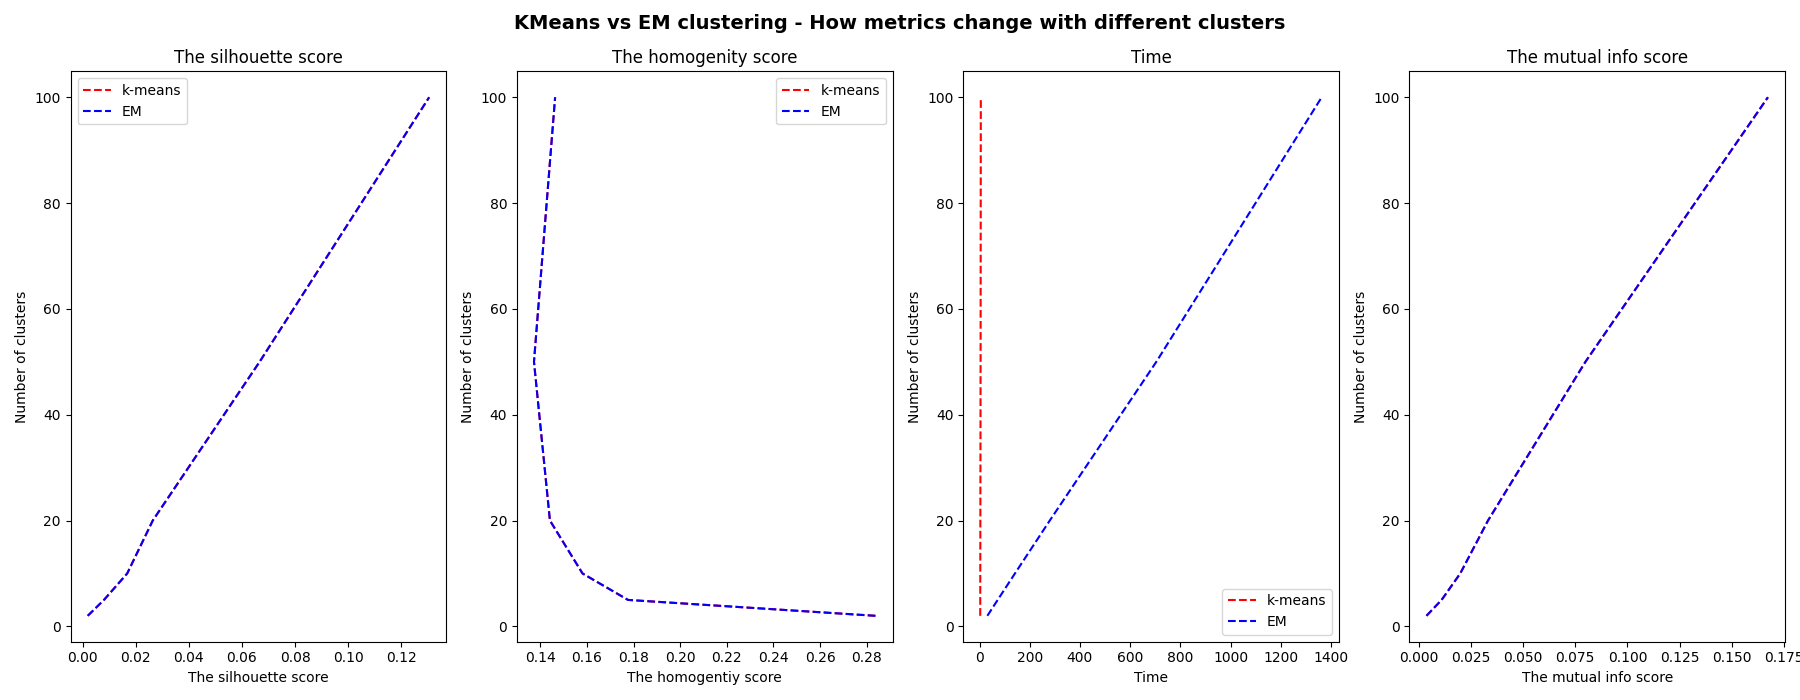 KMeans vs EM clustering - How metrics change with different clusters
The silhouette score
k-means
EM
100
80
60
40
20
0
Number of clusters
0.00 0.02 0.04 0.06 0.08 0.10 0.12
The silhouette score
The homogenity score
k-means
EM
100
80
60
40
20
0
Number of clusters
0.14 0.16 0.18 0.20 0.22 0.24 0.26 0.28
The homogentiy score
Time
k-means
EM
100
80
60
40
20
0
Number of clusters
0 200 400 600 800 1000 1200 1400
Time
The mutual info score
100
80
60
40
20
0
Number of clusters
0.000 0.025 0.050 0.075 0.100 0.125 0.150 0.175
The mutual info score